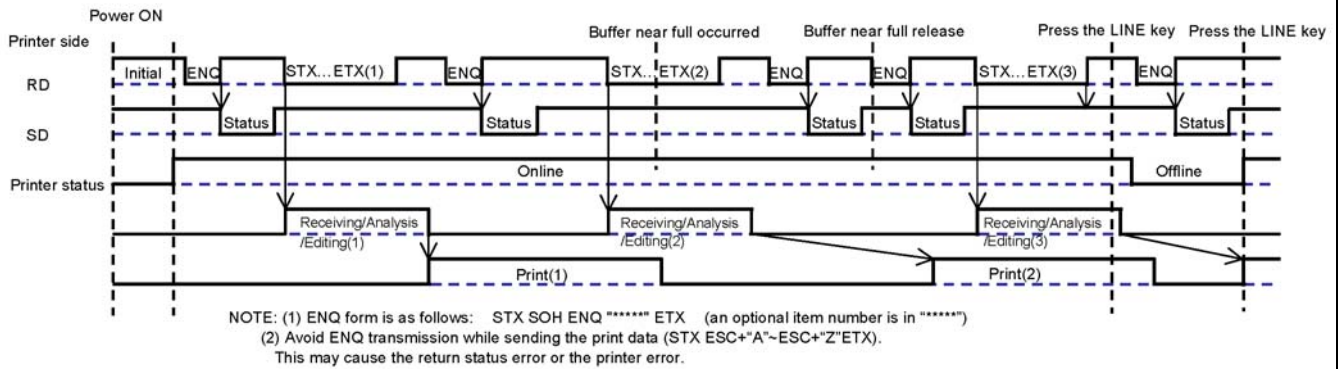 Power ON
Buffer near full occurred Buffer near full release Press the LINE key Press the LINE key
Printer side
Initial ENQ STX...ETX(1) ENQ STX...ETX(2) ENQ ENQ STX...ETX(3) ENQ
RD
Status Status Status Status Status
SD
Online Offline
Printer status
Receiving/Analysis Receiving/Analysis Receiving/Analysis
/Editing(1) /Editing(2) /Editing(3)
Print(1) Print(2)
NOTE: (1) ENQ form is as follows: STX SOH ENQ "*****" ETX (an optional item number is in "*****")
(2) Avoid ENQ transmission while sending the print data (STX ESC+"A"~ESC+"Z"ETX).
This may cause the return status error or the printer error.